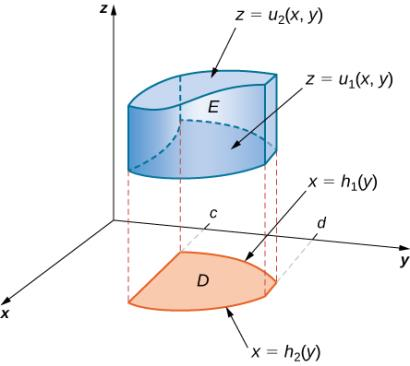 z
z = u₂(x, y)
z = u₁(x, y)
E
x = h₁(y)
c
d
y
D
x
x = h₂(y)